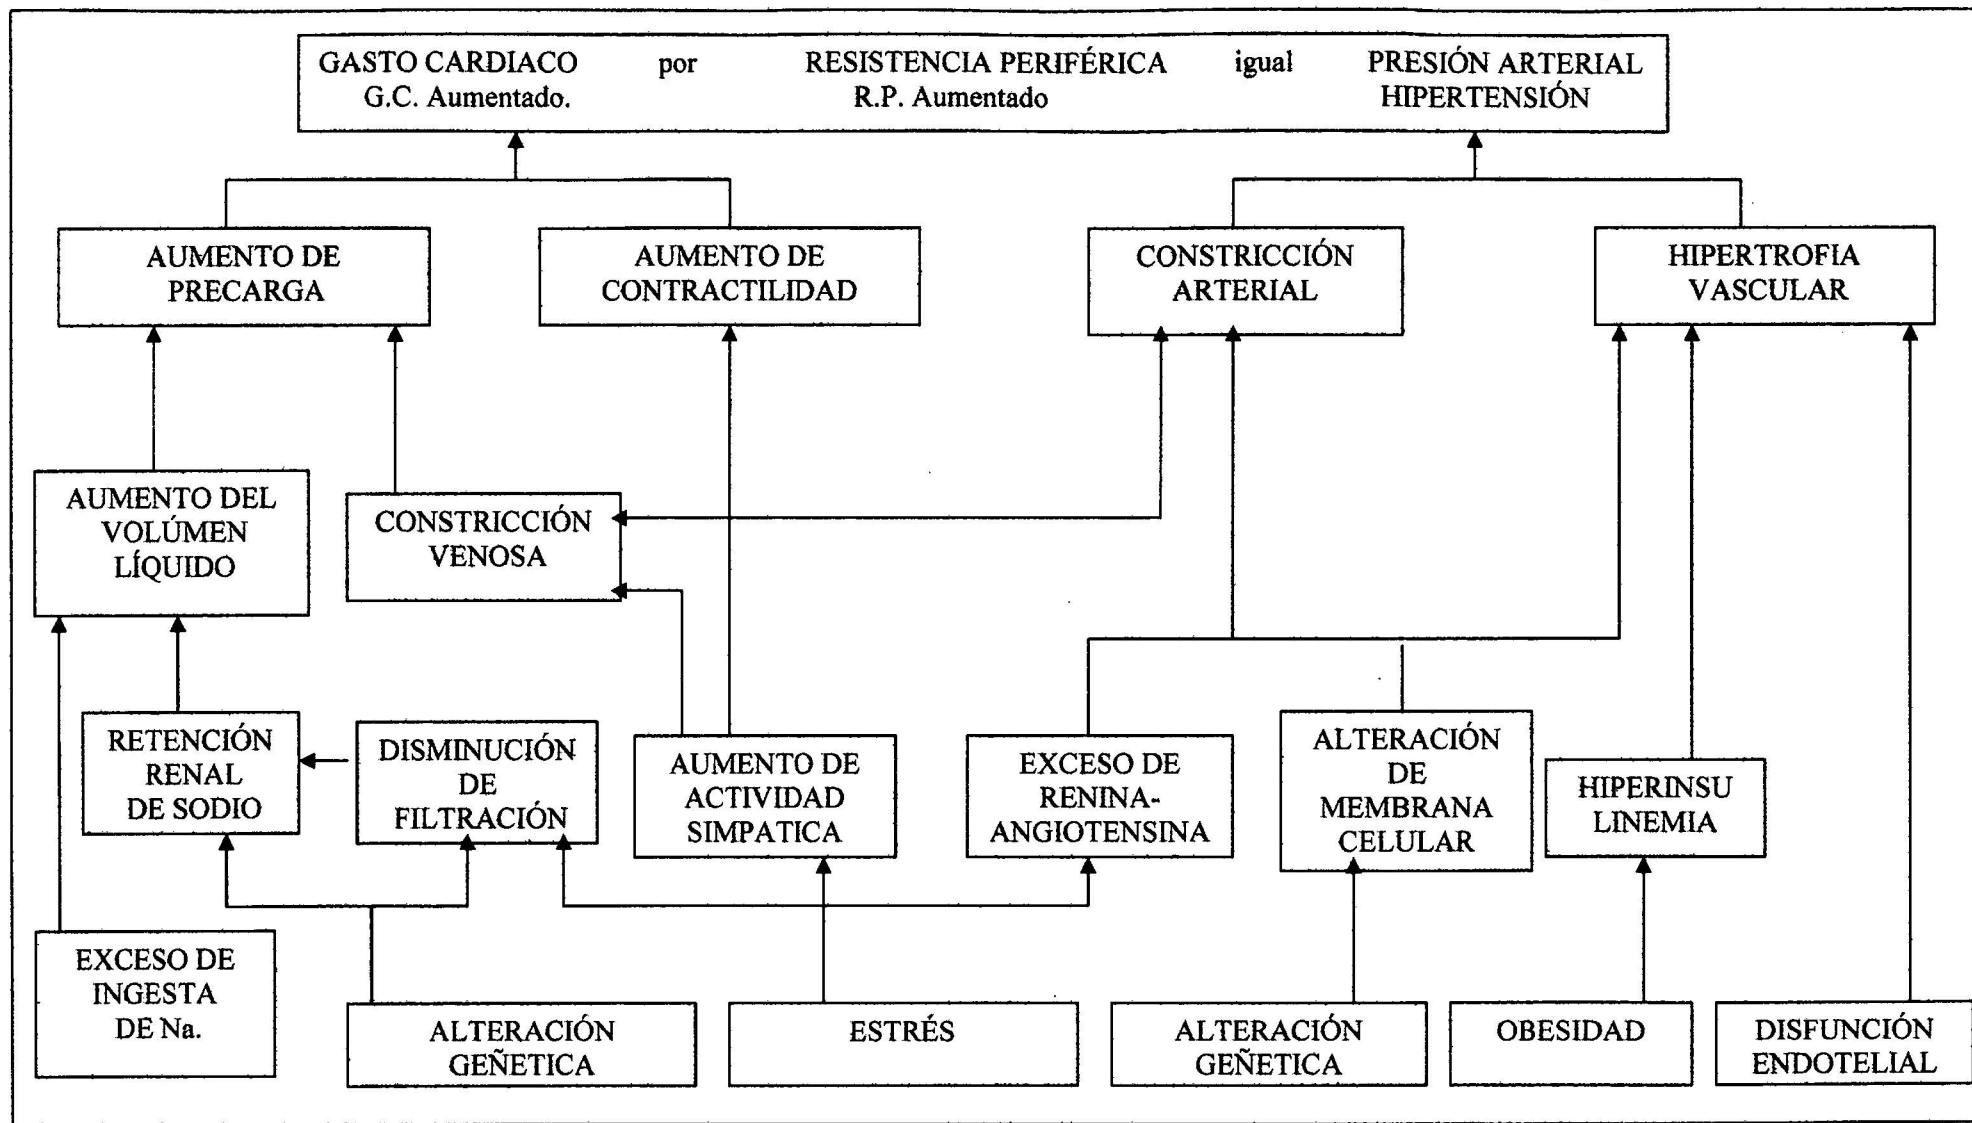 GASTO CARDIACO por RESISTENCIA PERIFÉRICA igual PRESIÓN ARTERIAL
G.C. Aumentado. R.P. Aumentado HIPERTENSIÓN
AUMENTO DE
PRECARGA
AUMENTO DE
CONTRACTILIDAD
CONSTRICCIÓN
ARTERIAL
HIPERTROFIA
VASCULAR
AUMENTO DEL
VOLÚMEN
LÍQUIDO
CONSTRICCIÓN
VENOSA
RETENCIÓN
RENAL
DE SODIO
DISMINUCIÓN
DE
FILTRACIÓN
AUMENTO DE
ACTIVIDAD
SIMPATICA
EXCESO DE
RENINA-
ANGIOTENSINA
ALTERACIÓN
DE
MEMBRANA
CELULAR
HIPERINSU
LINEMIA
EXCESO DE
INGESTA
DE Na.
ALTERACIÓN
GEÑETICA
ESTRÉS
ALTERACIÓN
GEÑETICA
OBESIDAD
DISFUNCIÓN
ENDOTELIAL